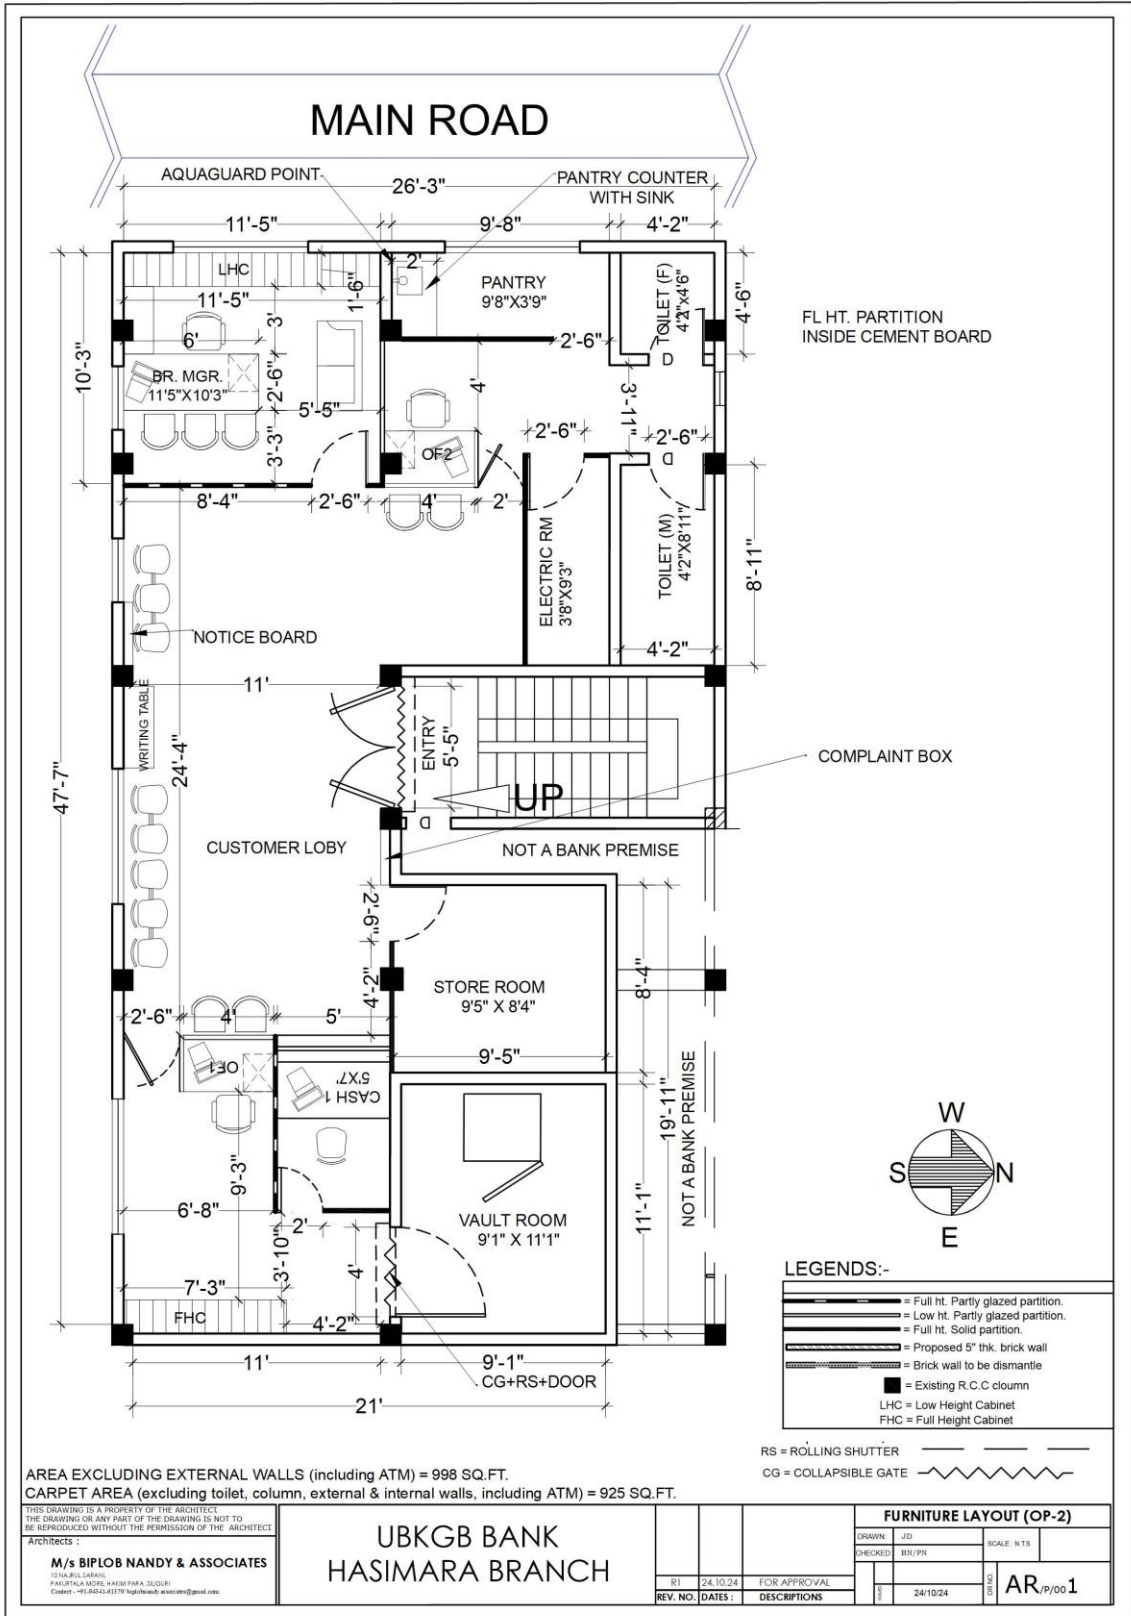 MAIN ROAD
AQUAGUARD POINT
26'-3"
PANTRY COUNTER
WITH SINK
11'-5"
9'-8"
4'-2"
LHC
2'
PANTRY
9'8"X3'9"
TOILET (F)
4'2"x4'6"
4'-6"
11'-5"
1'-6"
3'
6'
FL HT. PARTITION
INSIDE CEMENT BOARD
2'-6"
D
10'-3"
BR. MGR.
11'5"X10'3"
2'-6"
5'-5"
4'
3'-11"
2'-6"
2'-6"
D
3'-3"
OF2
8'-4"
2'-6"
4'
2'
ELECTRIC RM
3'8"X9'3"
TOILET (M)
4'2"X8'11"
8'-11"
NOTICE BOARD
4'-2"
11'
WRITING TABLE
24'-4"
ENTRY
5'-5"
47'-7"
COMPLAINT BOX
UP
D
CUSTOMER LOBY
NOT A BANK PREMISE
2'-6"
4'-2"
STORE ROOM
9'5" X 8'4"
8'-4"
2'-6"
4'
5'
9'-5"
OF1
CASH 1
5'X7'
19'-11"
NOT A BANK PREMISE
9'-3"
6'-8"
2'
VAULT ROOM
9'1" X 11'1"
11'-1"
3'-10"
4'
7'-3"
FHC
4'-2"
11'
9'-1"
CG+RS+DOOR
21'
W
S
N
E
LEGENDS:-
= Full ht. Partly glazed partition.
= Low ht. Partly glazed partition.
= Full ht. Solid partition.
= Proposed 5" thk. brick wall
= Brick wall to be dismantle
= Existing R.C.C cloumn
LHC = Low Height Cabinet
FHC = Full Height Cabinet
RS = ROLLING SHUTTER
CG = COLLAPSIBLE GATE
AREA EXCLUDING EXTERNAL WALLS (including ATM) = 998 SQ.FT.
CARPET AREA (excluding toilet, column, external & internal walls, including ATM) = 925 SQ.FT.
THIS DRAWING IS A PROPERTY OF THE ARCHITECT
THE DRAWING OR ANY PART OF THE DRAWING IS NOT TO
BE REPRODUCED WITHOUT THE PERMISSION OF THE ARCHITECT
Architects :
M/s BIPLOB NANDY & ASSOCIATES
10 NAJRUL SARANI,
PAKURTALA MORE, HAKIM PARA ,SILIGURI
UBKGB BANK
HASIMARA BRANCH
R1 24.10.24 FOR APPROVAL
REV. NO. DATES : DESCRIPTIONS
FURNITURE LAYOUT (OP-2)
DRAWN: JD
SCALE : N.T.S
CHECKED: BN/PN
24/10/24
DR NO.
AR/P/001